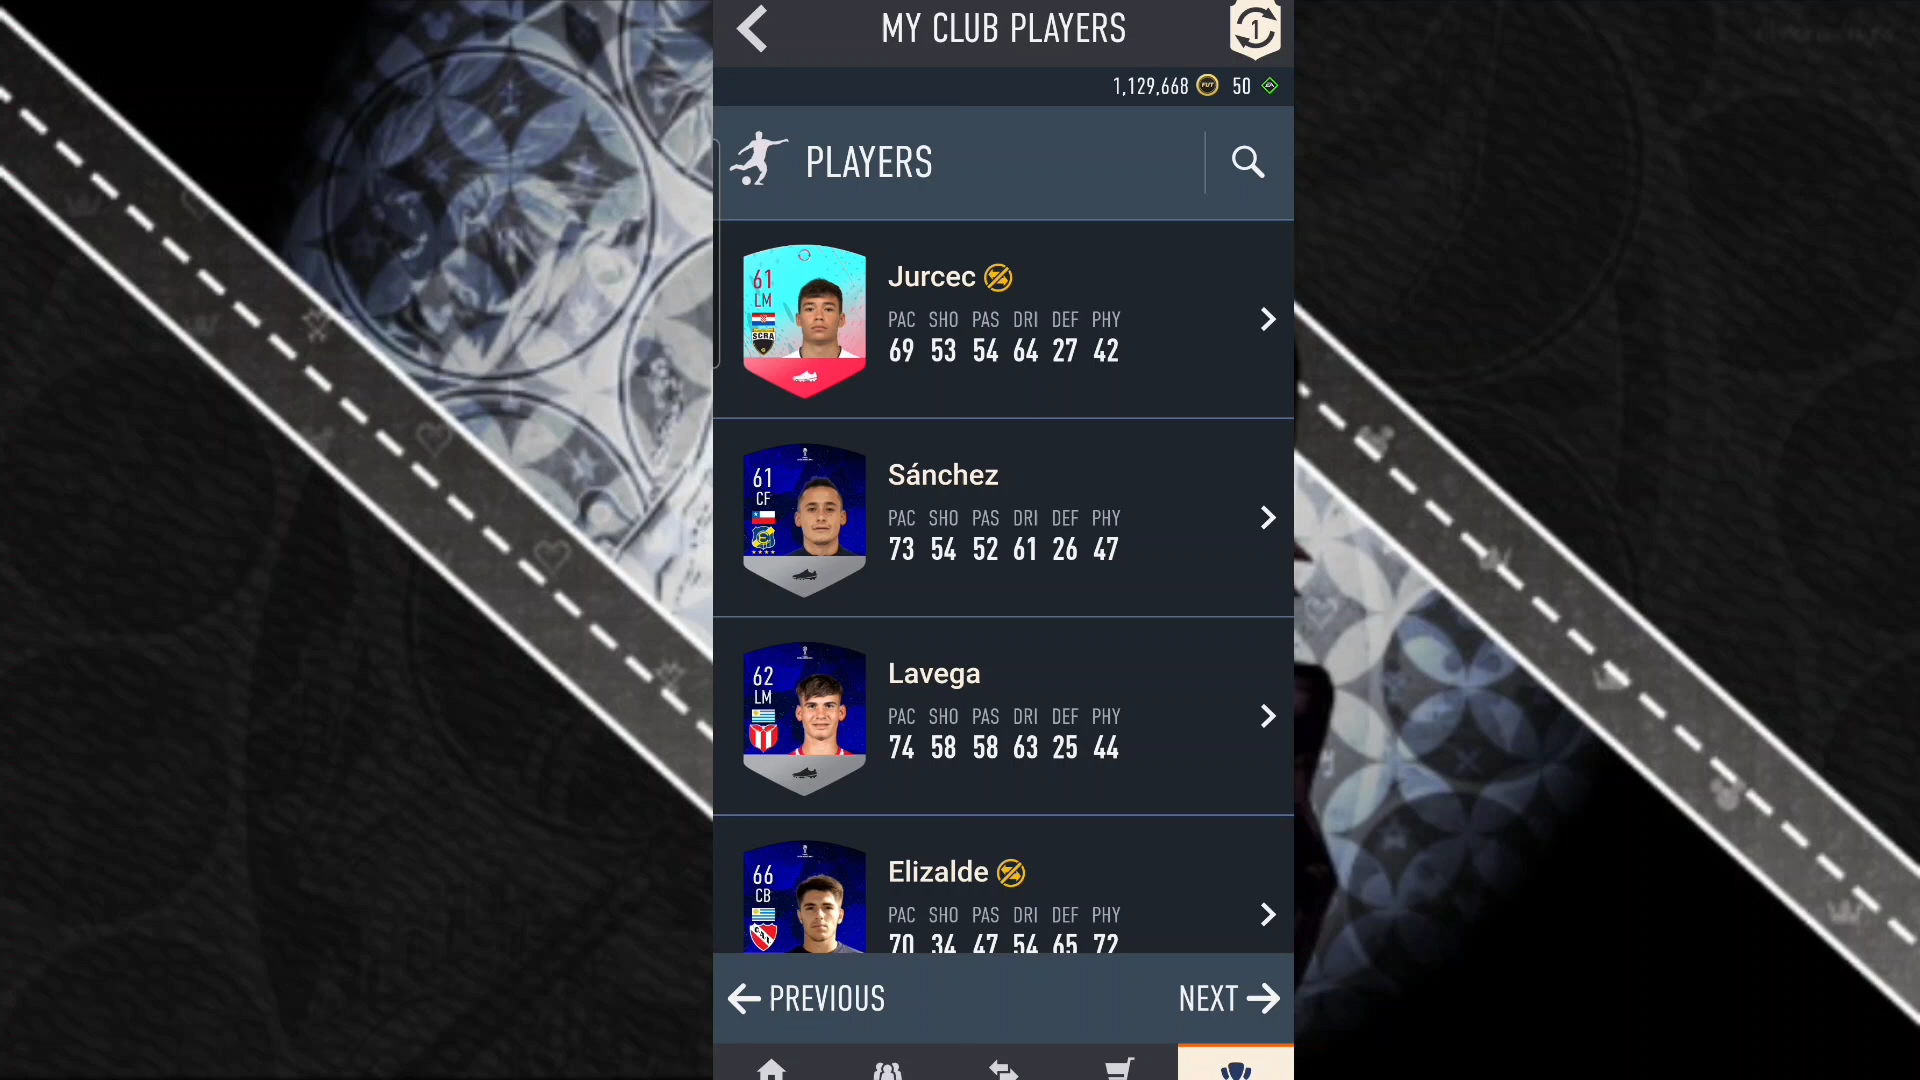 MY CLUB PLAYERS
1
1,129,668 FUT 50
PLAYERS
61
LM
SCRA
Jurcec
PAC SHO PAS DRI DEF PHY
69 53 54 64 27 42
61
CF
Sánchez
PAC SHO PAS DRI DEF PHY
73 54 52 61 26 47
62
LM
Lavega
PAC SHO PAS DRI DEF PHY
74 58 58 63 25 44
66
CB
Elizalde
PAC SHO PAS DRI DEF PHY
70 34 47 54 65 72
PREVIOUS
NEXT